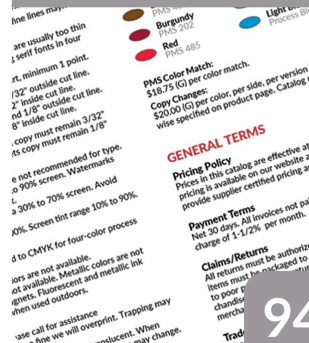 fine lines may
are usually too thin
serif fonts in four
rt, minimum 1 point.
/32" outside cut line.
2" inside cut line.
nd 1/8" outside cut line.
8" inside cut line.
copy must remain 3/32"
ts copy must remain 1/8"
e not recommended for type.
o 90% screen. Watermarks
a 30% to 70% screen. Avoid
0%. Screen tint range 10% to 90%.
d to CMYK for four-color process
ors are not available.
ot available. Metallic colors are not
gnets. Fluorescent and metallic ink
when used outdoors.
ase call for assistance
fine we will overprint. Trapping may
nslucent. When
may change.
Burgundy
PMS 202
Red
PMS 485
Light B
Process Bl
PMS Color Match:
$18.75 (G) per color match.
Copy Changes:
$20.00 (G) per color, per side, per version
wise specified on product page. Catalog
GENERAL TERMS
Pricing Policy
Prices in this catalog are effective at
pricing is available on our website a
provide supplier certified pricing a
Payment Terms
Net 30 days. All invoices not pa
charge of 1-1/2% per month.
Claims/Returns
All returns must be authoriz
items must be packaged to
to poor p
chandis
mercha
Trad
94